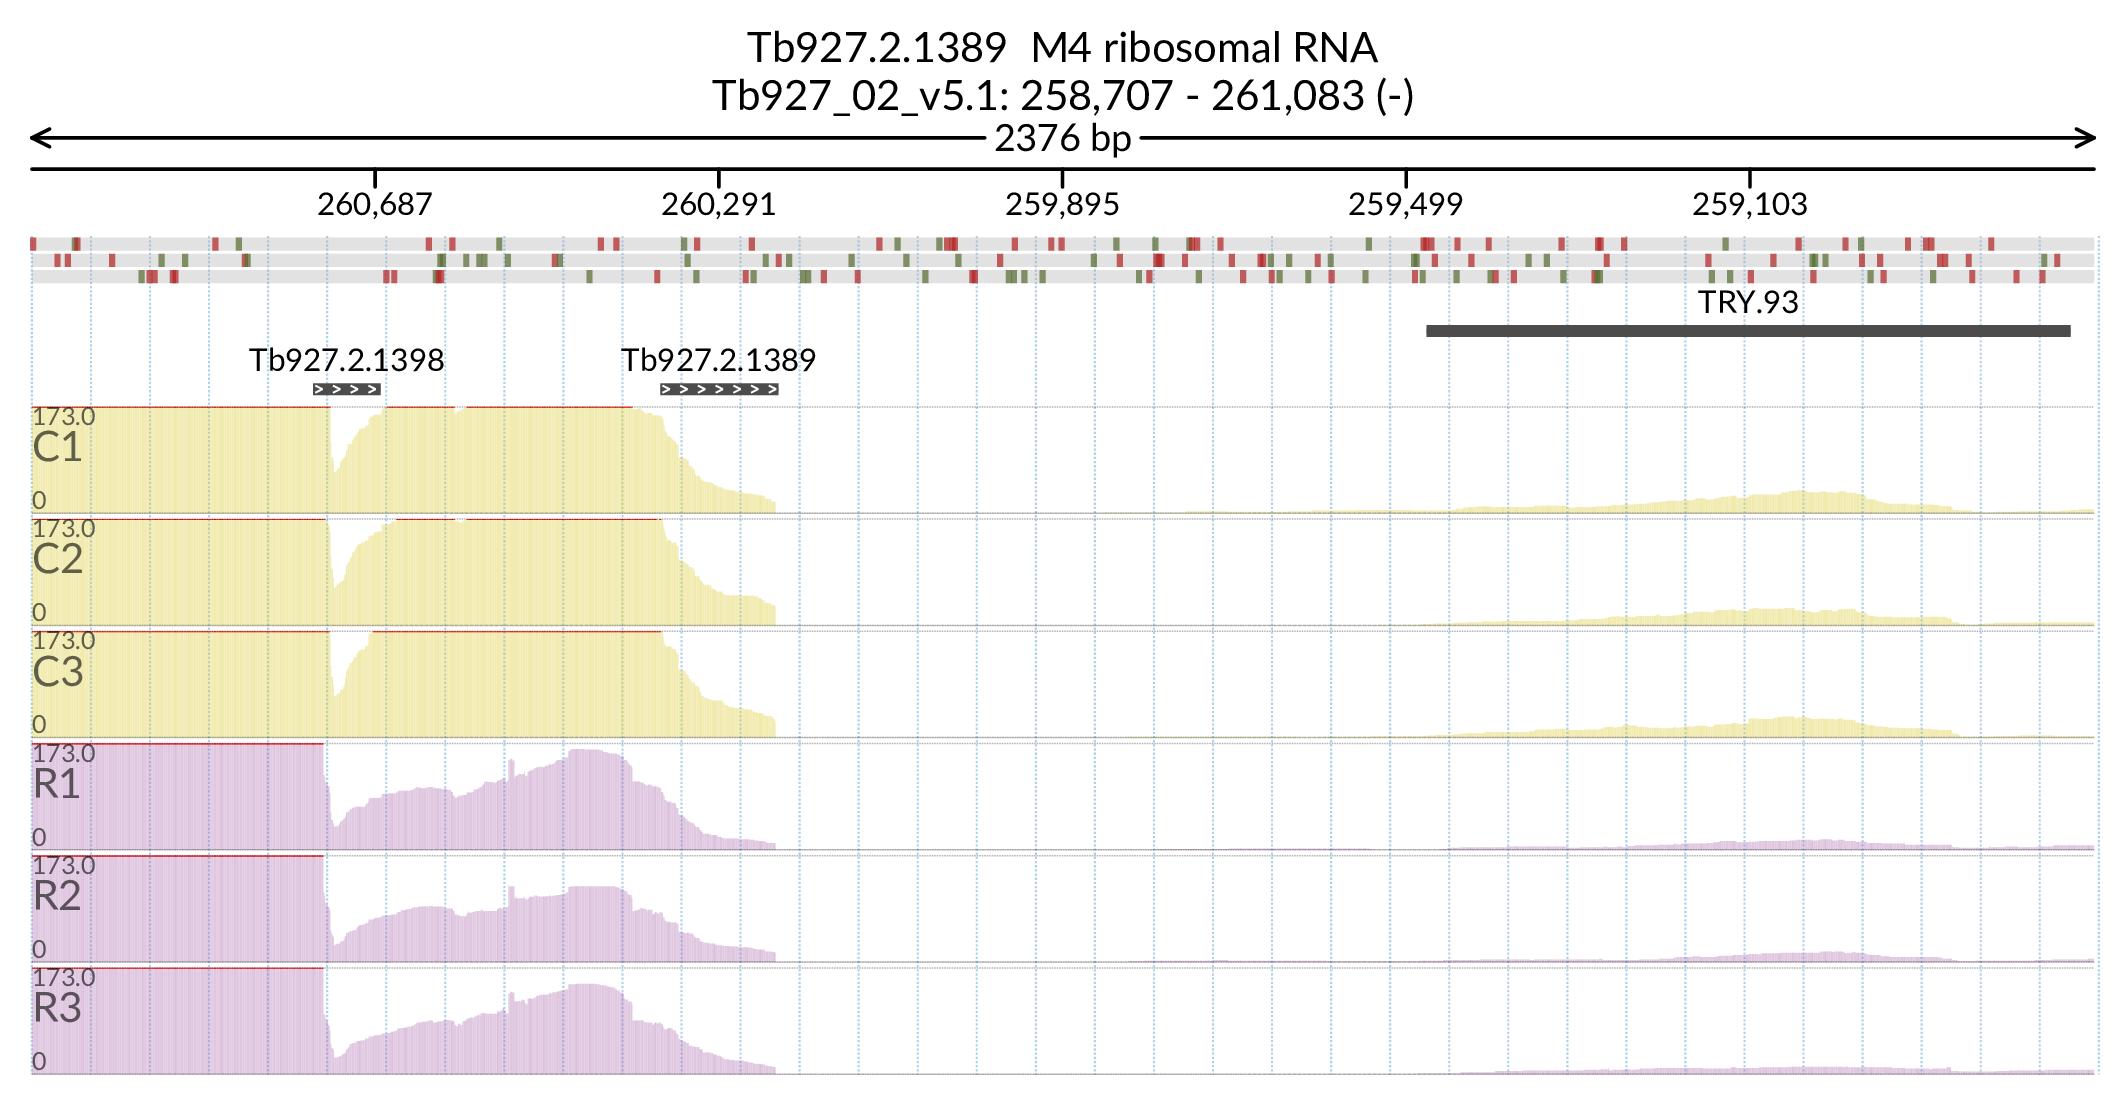 Tb927.2.1389  M4 ribosomal RNA
Tb927_02_v5.1: 258,707 - 261,083 (-)
2376 bp
260,687 260,291 259,895 259,499 259,103
TRY.93
Tb927.2.1398 Tb927.2.1389
173.0
C1
0
173.0
C2
0
173.0
C3
0
173.0
R1
0
173.0
R2
0
173.0
R3
0